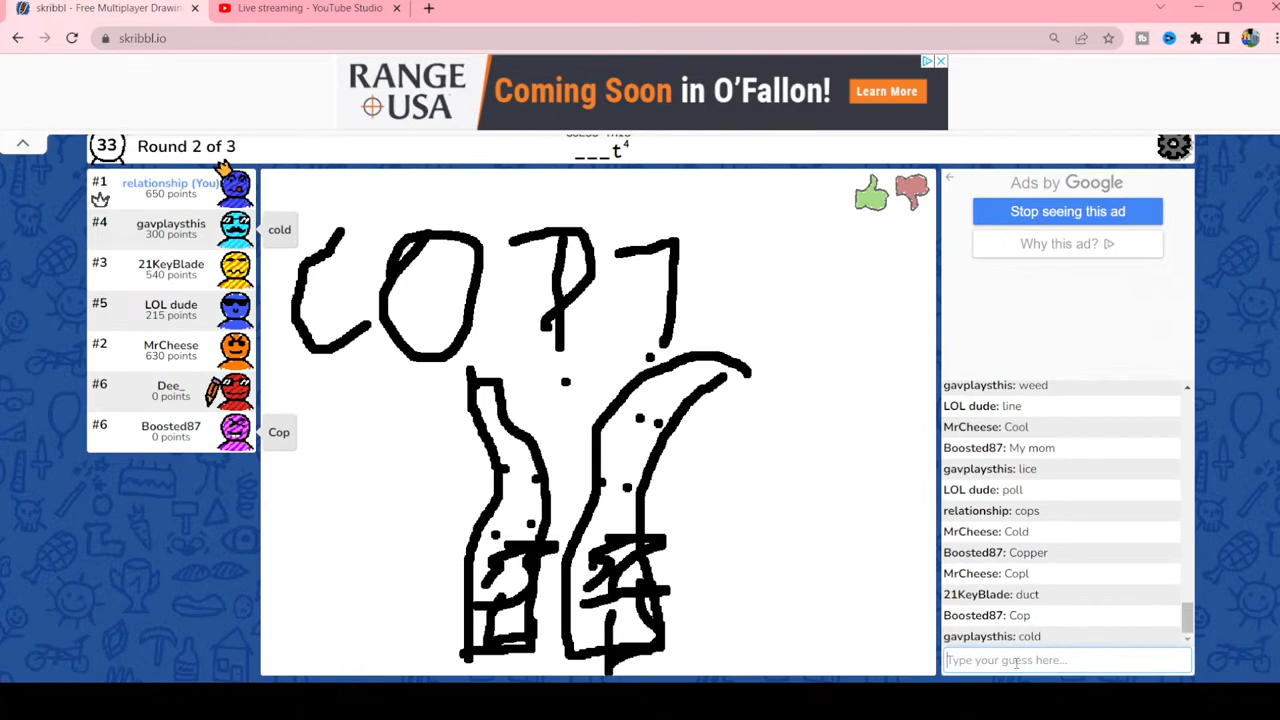 skribbl - Free Multiplayer Drawin
Live streaming - YouTube Studio
skribbl.io
RANGE
USA
Coming Soon in O'Fallon!
Learn More
33
Round 2 of 3
___t
4
#1
relationship (You)
650 points
#4
gavplaysthis
300 points
cold
#3
21KeyBlade
540 points
#5
LOL dude
215 points
#2
MrCheese
630 points
#6
Dee_
0 points
#6
Boosted87
0 points
Cop
Ads by Google
Stop seeing this ad
Why this ad?
gavplaysthis: weed
LOL dude: line
MrCheese: Cool
Boosted87: My mom
gavplaysthis: lice
LOL dude: poll
relationship: cops
MrCheese: Cold
Boosted87: Copper
MrCheese: Copl
21KeyBlade: duct
Boosted87: Cop
gavplaysthis: cold
Type your guess here...